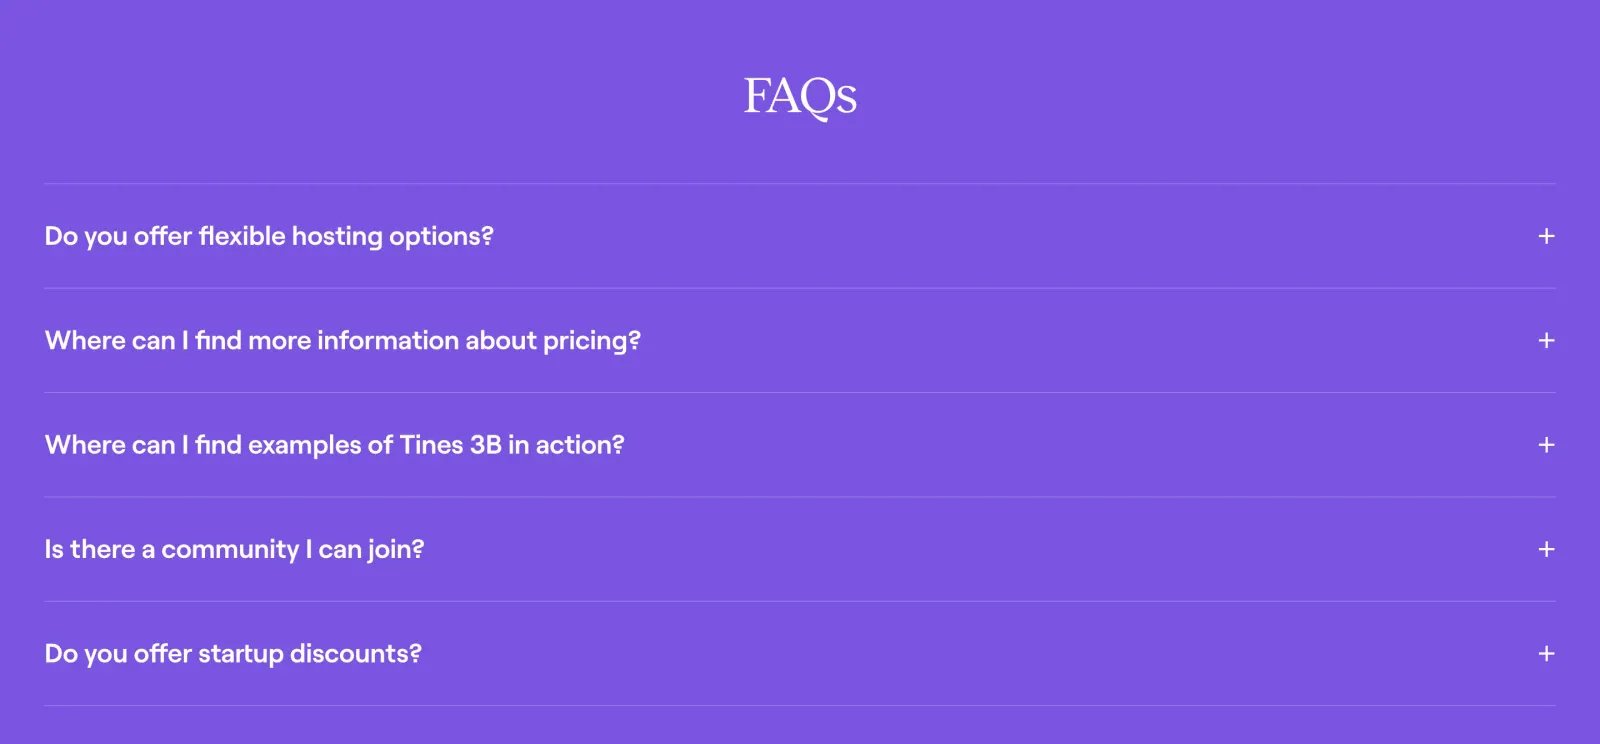 FAQs
Do you offer flexible hosting options?
Where can I find more information about pricing?
Where can I find examples of Tines 3B in action?
Is there a community I can join?
Do you offer startup discounts?